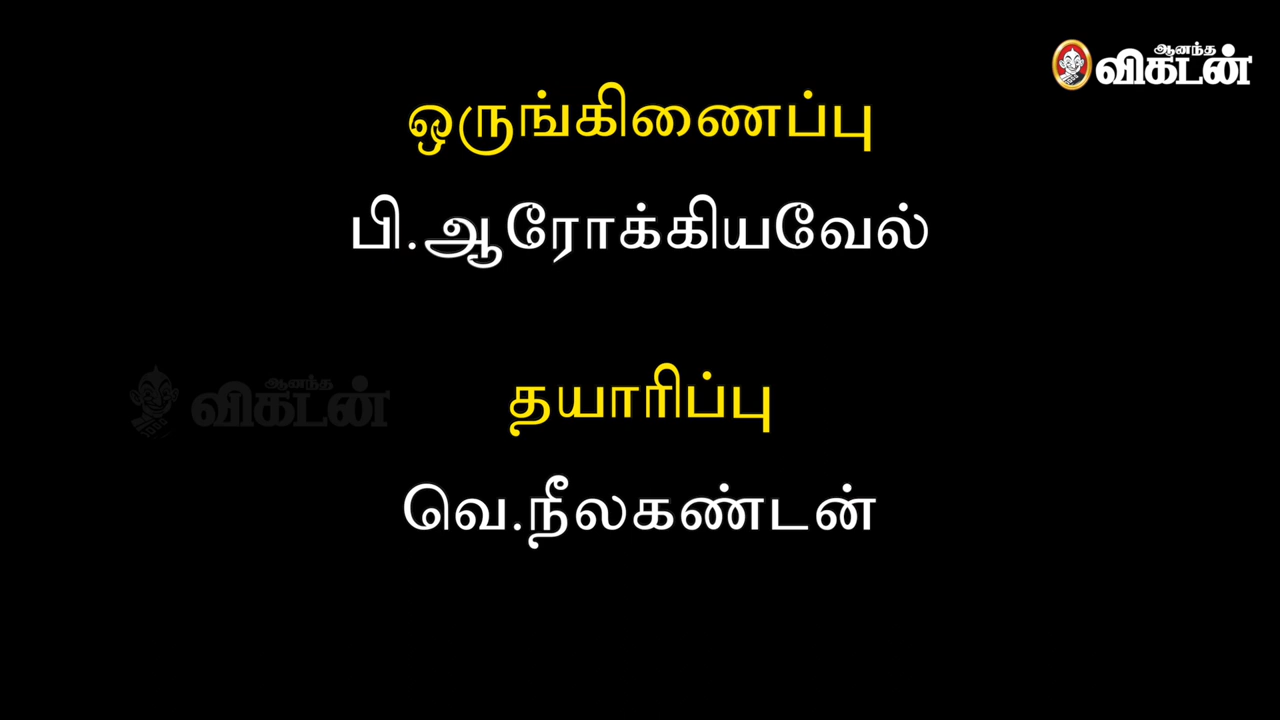 ஆனந்த
விகடன்
ஒருங்கிணைப்பு
பி.ஆரோக்கியவேல்
தயாரிப்பு
ஆனந்த
விகடன்
வெ.நீலகண்டன்